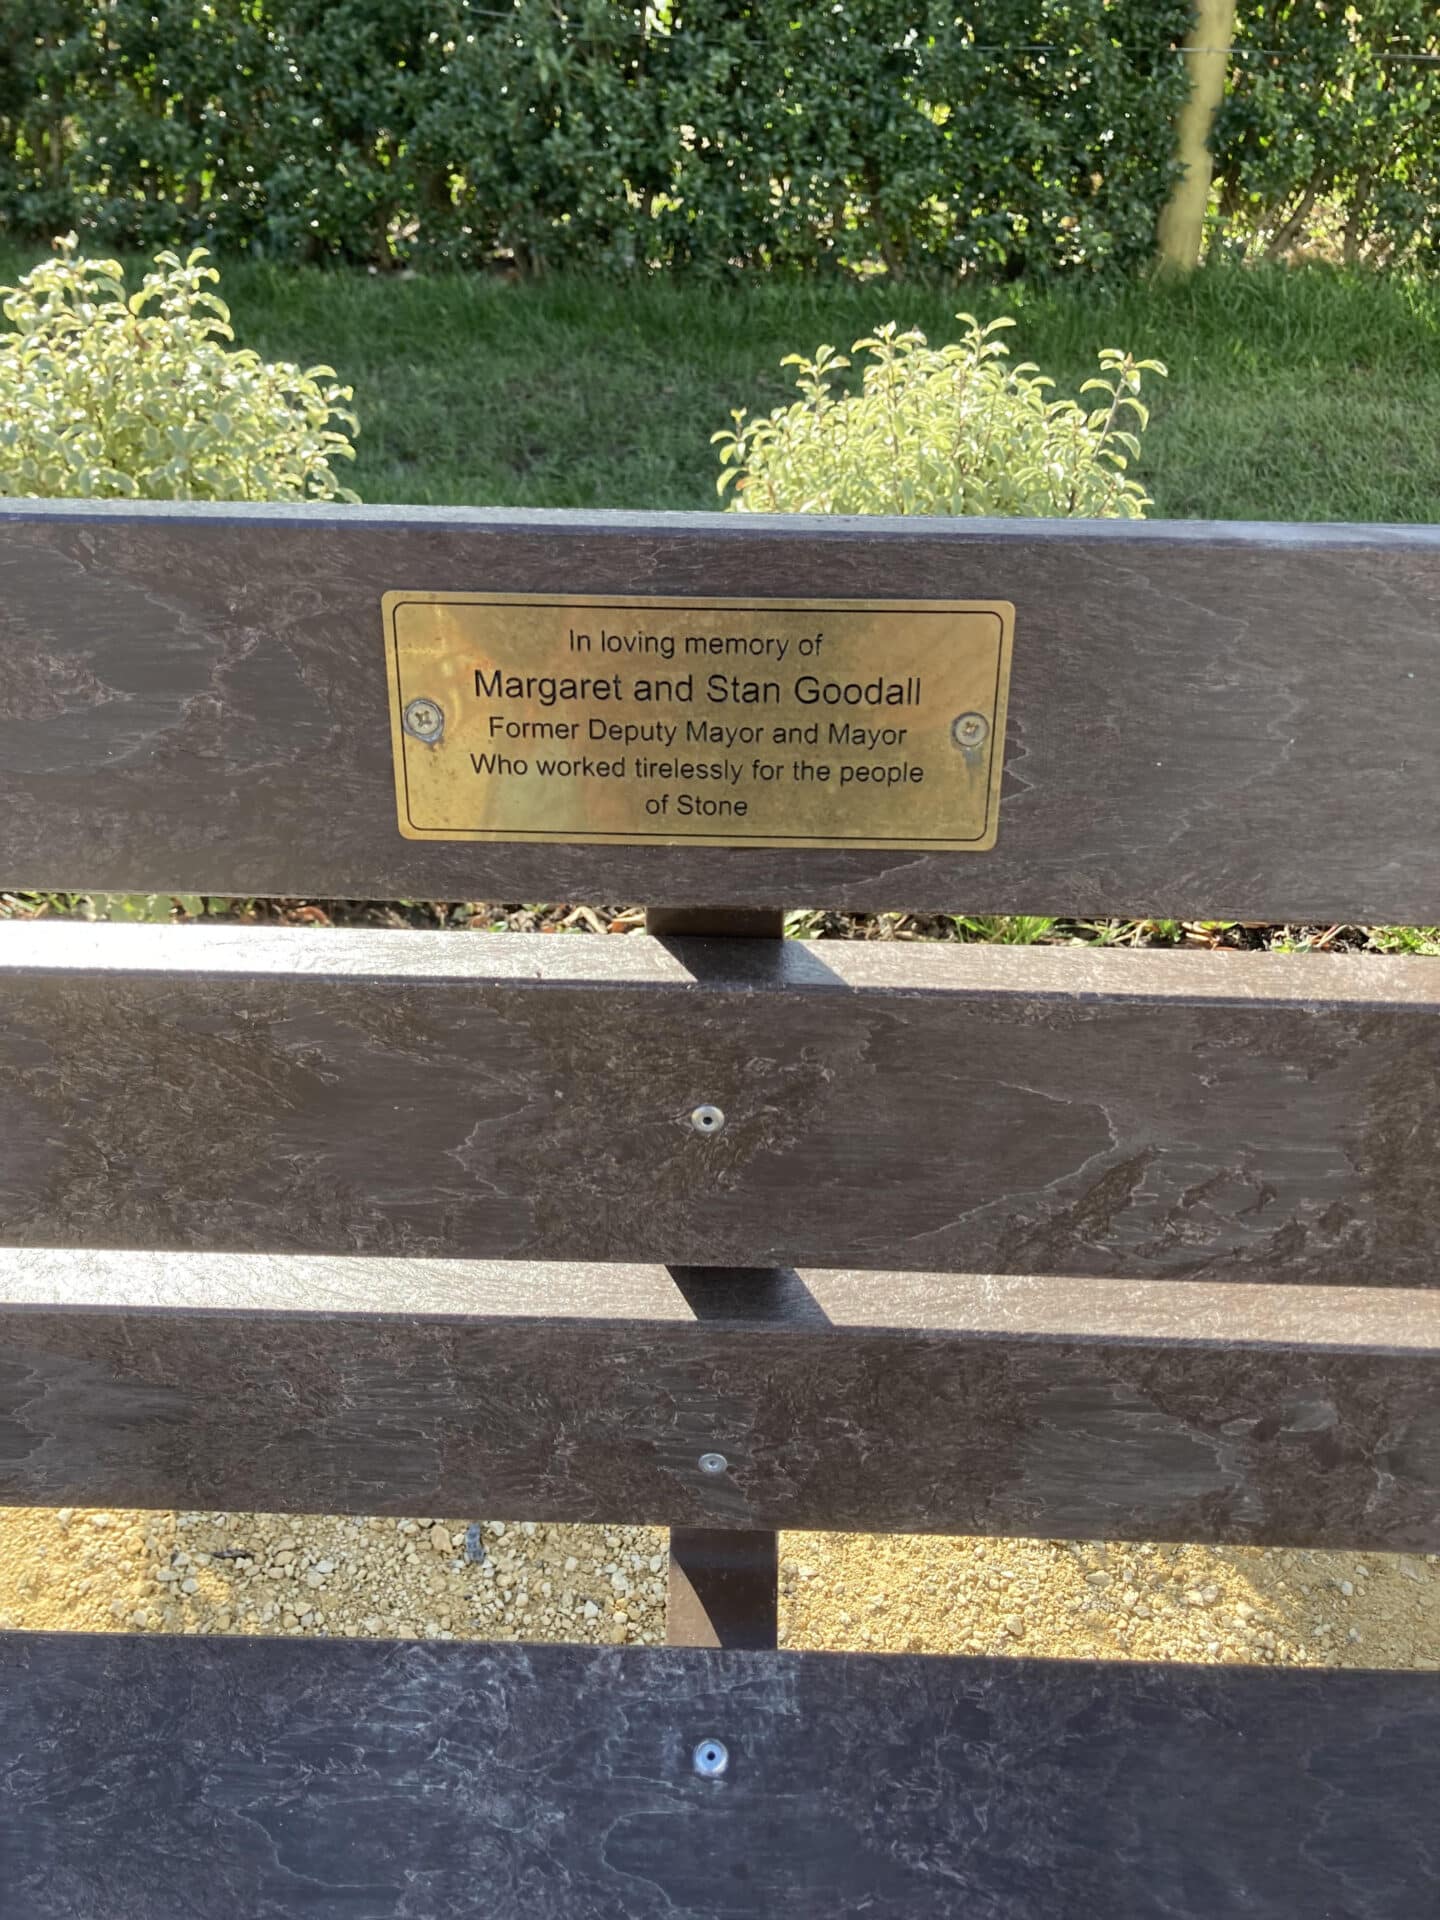 In loving memory of
Margaret and Stan Goodall
Former Deputy Mayor and Mayor
Who worked tirelessly for the people
of Stone